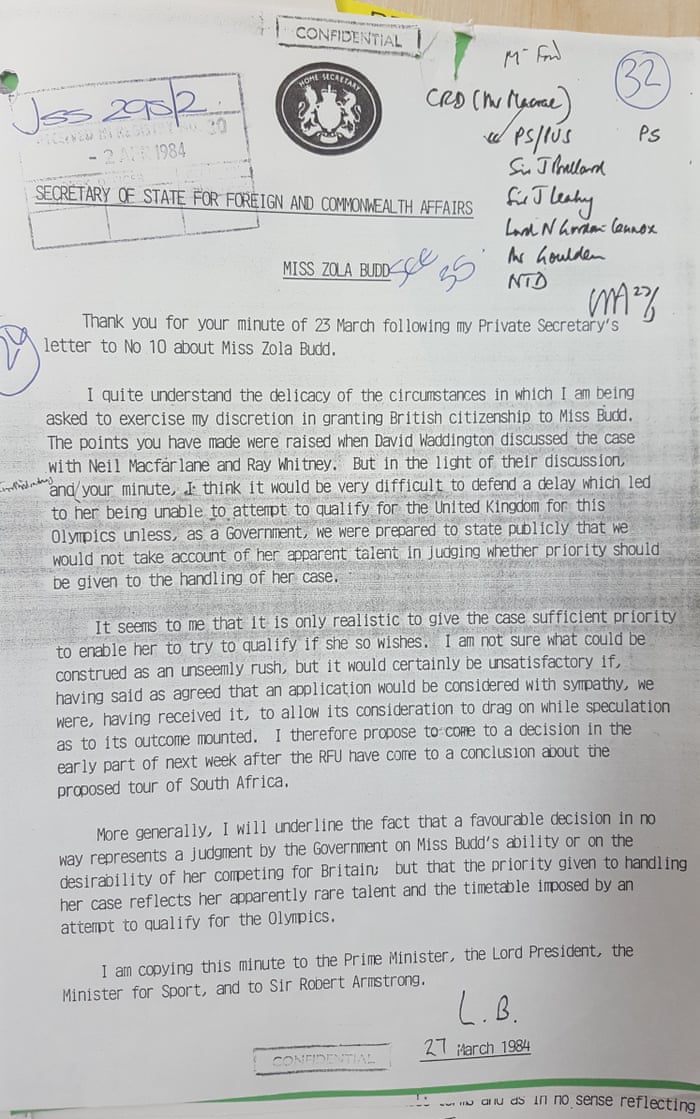 CONFIDENTIAL
Mr Ford
32
CRD (Mr Macrae)
PS/PUS PS
Sir J Bullard
Sir J Leahy
Lord N Gordon Lennox
Mr Goulden
NTD
JSS 295/2
RECEIVED IN REGISTRY NO. 30
- 2 APR 1984
HOME SECRETARY
SECRETARY OF STATE FOR FOREIGN AND COMMONWEALTH AFFAIRS
MISS ZOLA BUDD
see 35
29
Thank you for your minute of 23 March following my Private Secretary's
letter to No 10 about Miss Zola Budd.
I quite understand the delicacy of the circumstances in which I am being
asked to exercise my discretion in granting British citizenship to Miss Budd.
The points you have made were raised when David Waddington discussed the case
with Neil Macfarlane and Ray Whitney. But in the light of their discussion,
and/your minute, I think it would be very difficult to defend a delay which led
to her being unable to attempt to qualify for the United Kingdom for this
Olympics unless, as a Government, we were prepared to state publicly that we
would not take account of her apparent talent in judging whether priority should
be given to the handling of her case.
It seems to me that it is only realistic to give the case sufficient priority
to enable her to try to qualify if she so wishes. I am not sure what could be
construed as an unseemly rush, but it would certainly be unsatisfactory if,
having said as agreed that an application would be considered with sympathy, we
were, having received it, to allow its consideration to drag on while speculation
as to its outcome mounted. I therefore propose to come to a decision in the
early part of next week after the RFU have come to a conclusion about the
proposed tour of South Africa.
More generally, I will underline the fact that a favourable decision in no
way represents a judgment by the Government on Miss Budd's ability or on the
desirability of her competing for Britain; but that the priority given to handling
her case reflects her apparently rare talent and the timetable imposed by an
attempt to qualify for the Olympics.
I am copying this minute to the Prime Minister, the Lord President, the
Minister for Sport, and to Sir Robert Armstrong.
L. B.
27 March 1984
CONFIDENTIAL
and as in no sense reflecting